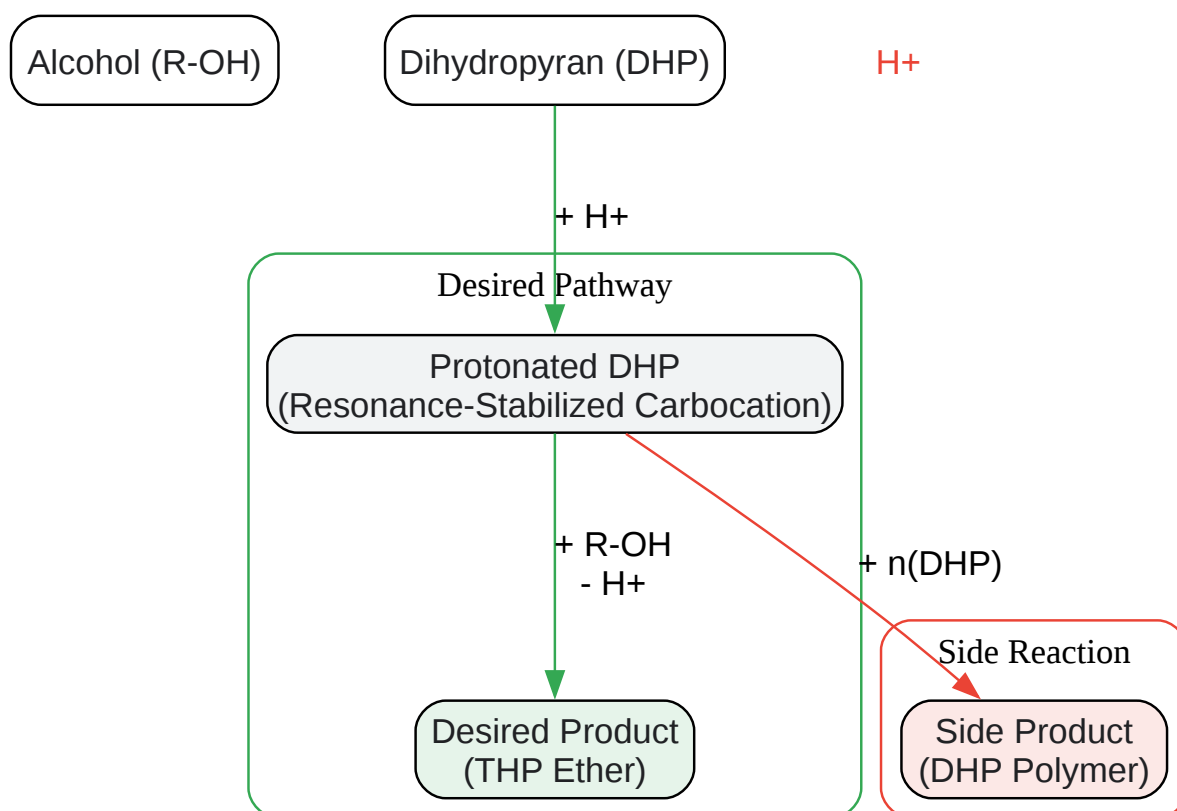 Alcohol (R-OH)
Dihydropyran (DHP)
H+
+ H+
Desired Pathway
Protonated DHP
(Resonance-Stabilized Carbocation)
+ R-OH
- H+
+ n(DHP)
Side Reaction
Desired Product
(THP Ether)
Side Product
(DHP Polymer)